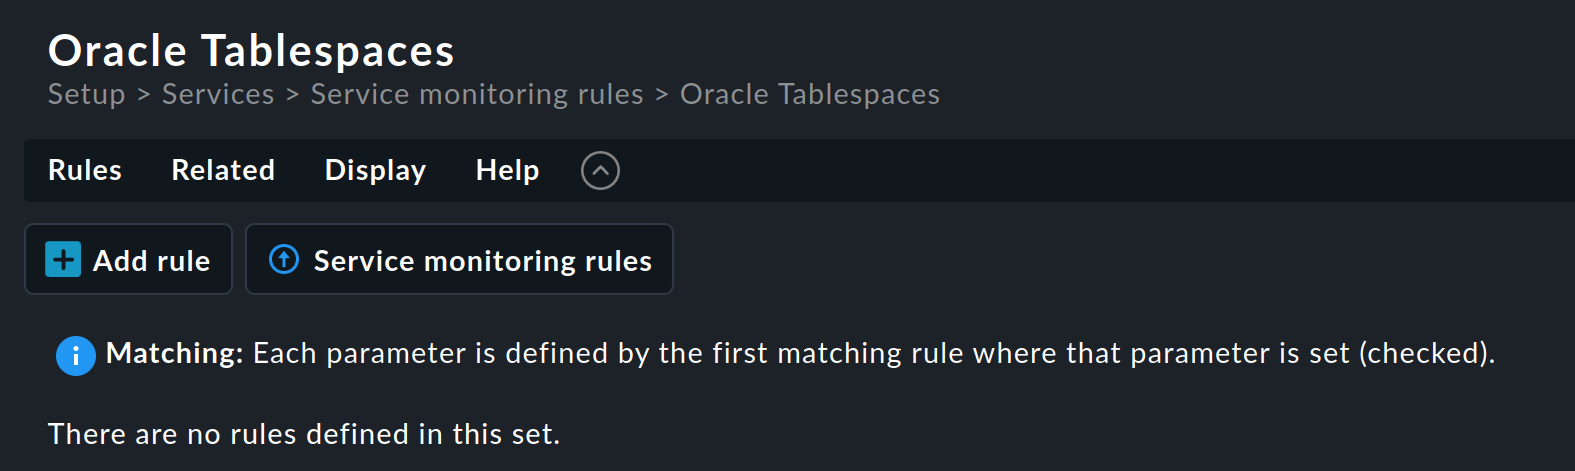 Oracle Tablespaces
Setup > Services > Service monitoring rules > Oracle Tablespaces
Rules Related Display Help
Add rule Service monitoring rules
Matching: Each parameter is defined by the first matching rule where that parameter is set (checked).
There are no rules defined in this set.